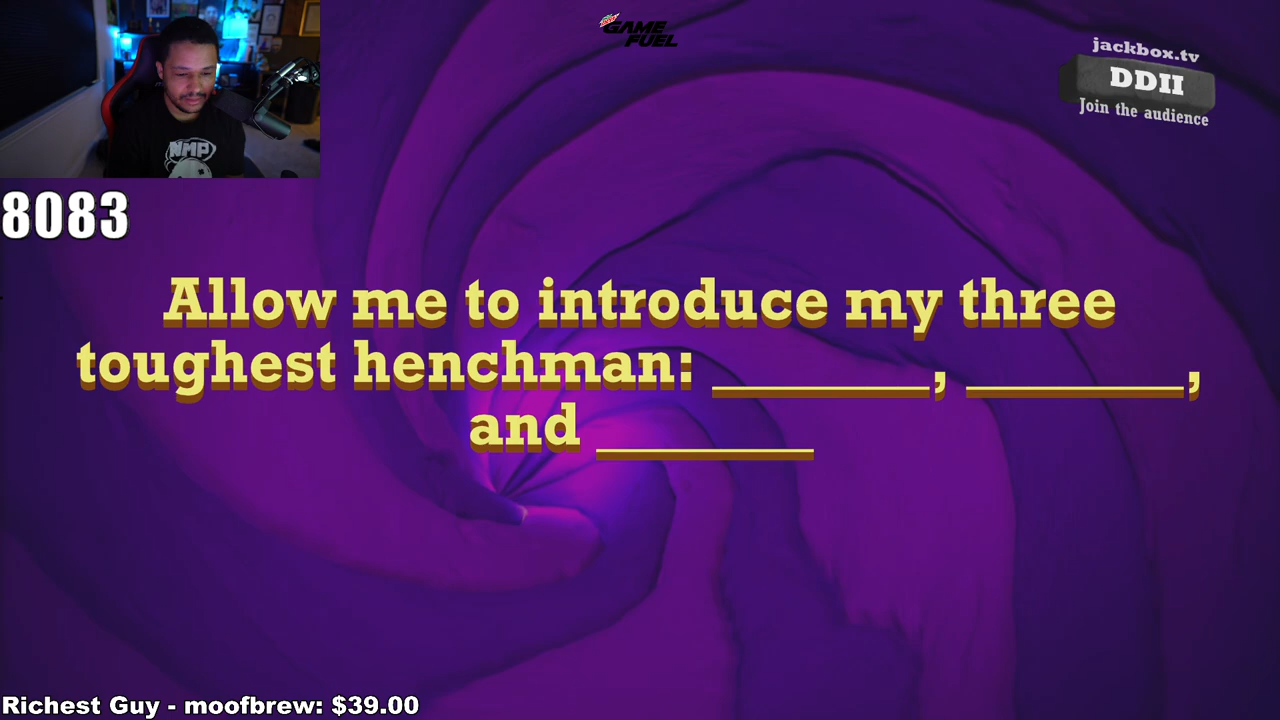 GAME
FUEL
jackbox.tv
DDII
Join the audience
NMP
8083
Allow me to introduce my three
toughest henchman: ________, ________,
and ________
Richest Guy - moofbrew: $39.00